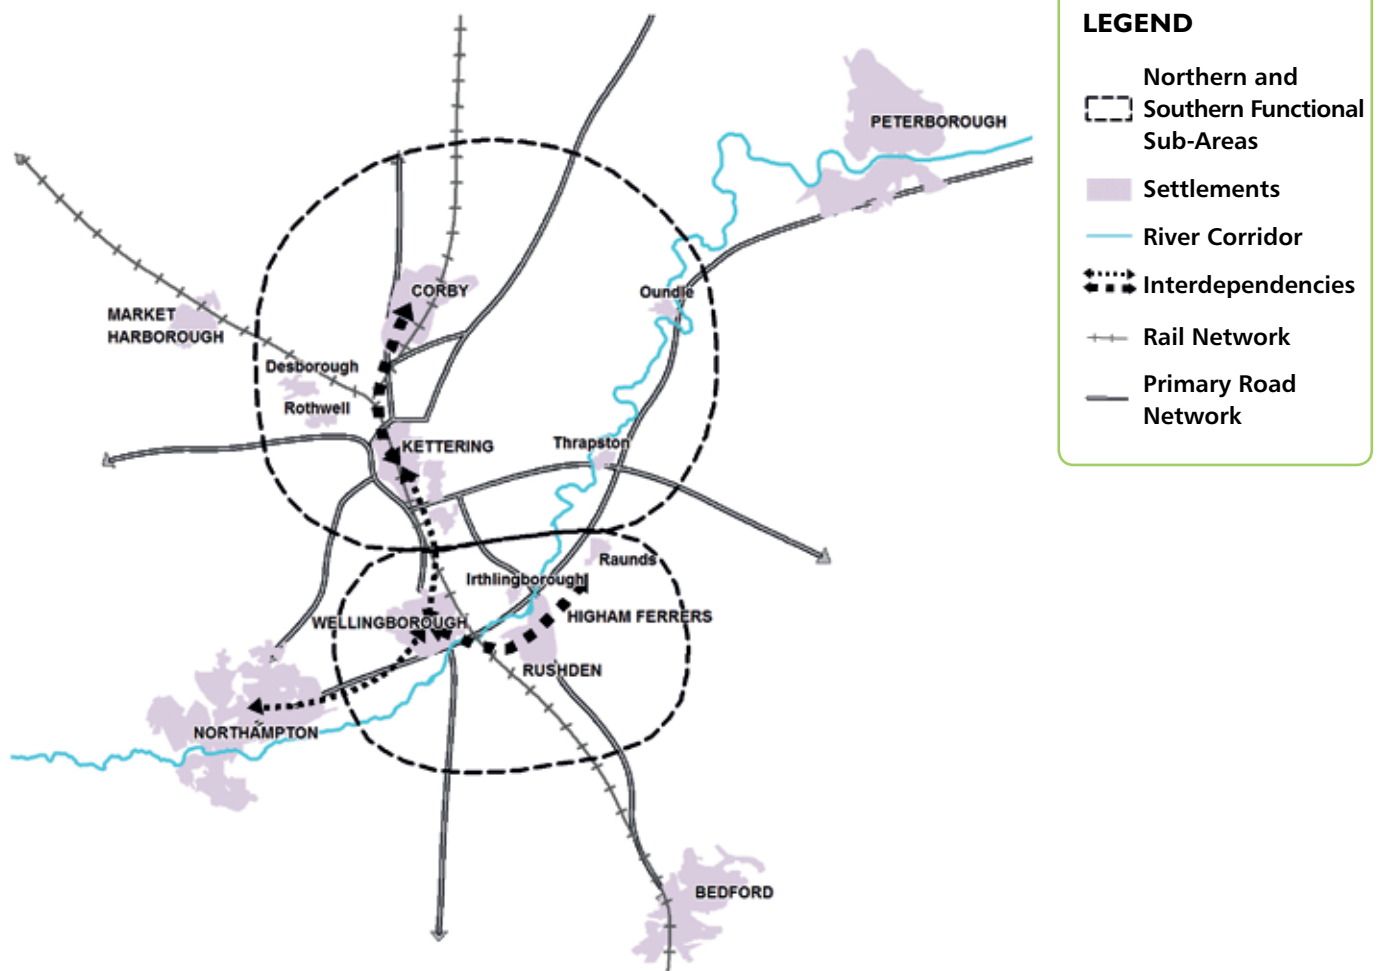 LEGEND
Northern and
Southern Functional
Sub-Areas
Settlements
River Corridor
Interdependencies
Rail Network
Primary Road
Network
PETERBOROUGH
CORBY
Oundle
MARKET
HARBOROUGH
Desborough
Rothwell
KETTERING
Thrapston
Raunds
Irthlingborough
HIGHAM FERRERS
WELLINGBOROUGH
RUSHDEN
NORTHAMPTON
BEDFORD